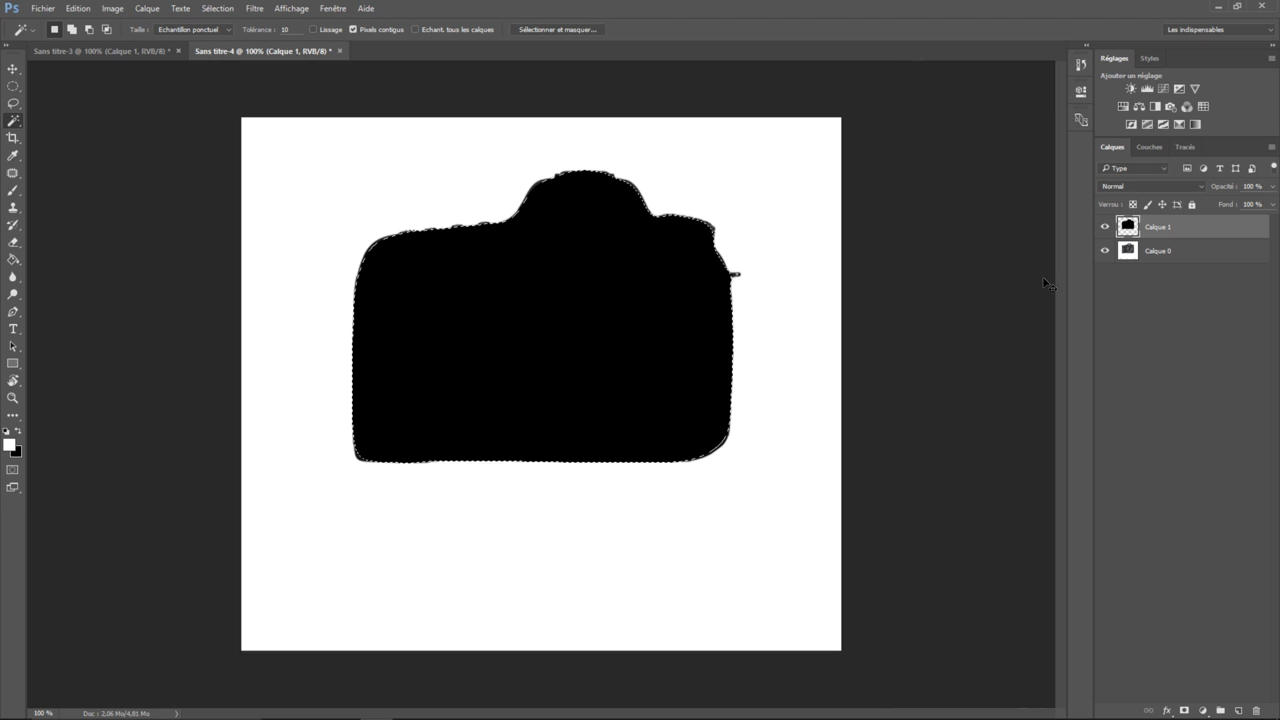 Ps Fichier Edition Image Calque Texte Sélection Filtre Affichage Fenêtre Aide
Taille : Echantillon ponctuel Tolérance : 10 Lissage Pixels contigus Echant. tous les calques Sélectionner et masquer... Les indispensables
Sans titre-3 @ 100% (Calque 1, RVB/8) * × Sans titre-4 @ 100% (Calque 1, RVB/8) * ×
Réglages Styles
Ajouter un réglage
Calques Couches Tracés
Type
Normal Opacité : 100 %
Verrou : Fond : 100 %
Calque 1
Calque 0
100 % Doc : 2,06 Mo/4,81 Mo